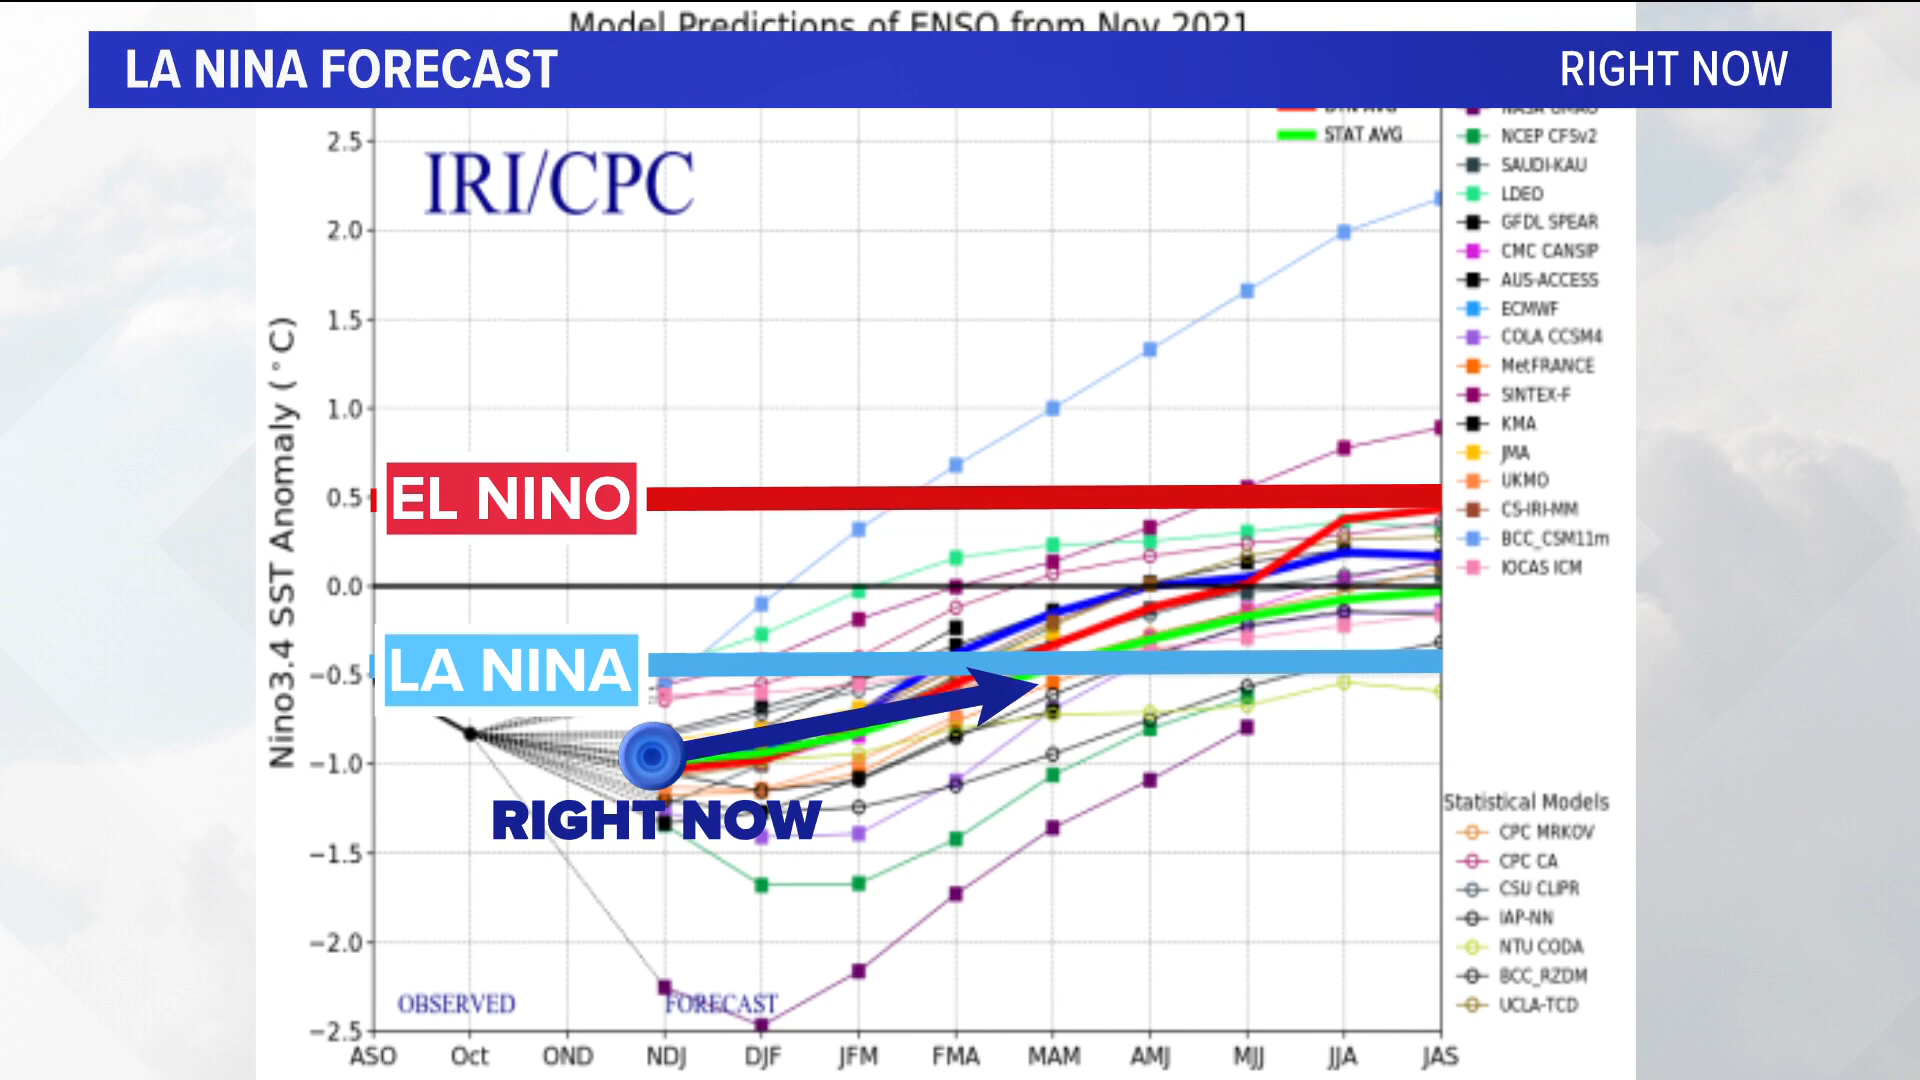 Model Predictions of ENSO from Nov 2021
LA NINA FORECAST
RIGHT NOW
DYN AVG
STAT AVG
NASA GMAO
NCEP CFSv2
SAUDI-KAU
LDEO
GFDL SPEAR
CMC CANSIP
AUS-ACCESS
ECMWF
COLA CCSM4
MetFRANCE
SINTEX-F
KMA
JMA
UKMO
CS-IRI-MM
BCC_CSM11m
IOCAS ICM
IRI/CPC
Nino3.4 SST Anomaly (°C)
2.5
2.0
1.5
1.0
0.5
0.0
−0.5
−1.0
−1.5
−2.0
−2.5
EL NINO
LA NINA
RIGHT NOW
Statistical Models
CPC MRKOV
CPC CA
CSU CLIPR
IAP-NN
NTU CODA
BCC_RZDM
UCLA-TCD
OBSERVED
FORECAST
ASO Oct OND NDJ DJF JFM FMA MAM AMJ MJJ JJA JAS